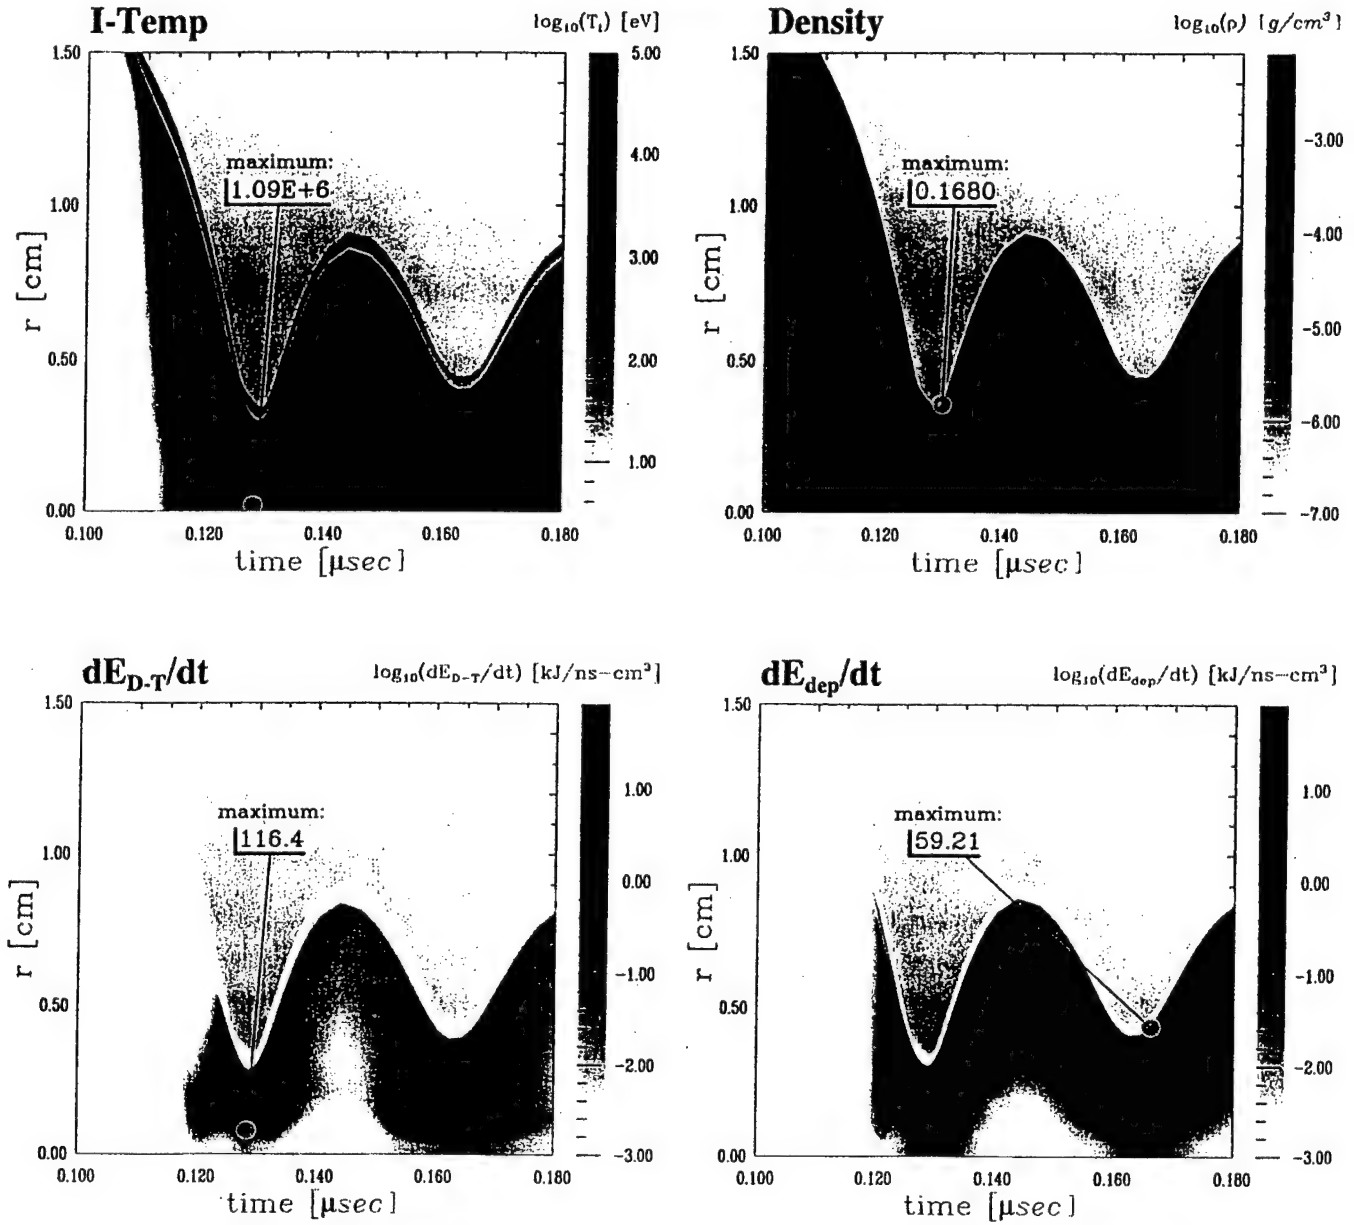 I-Temp
log₁₀(Tᵢ) [eV]
1.50
1.00
0.50
0.00
r [cm]
maximum:
1.09E+6
0.100
0.120
0.140
0.160
0.180
time [μsec]
5.00
4.00
3.00
2.00
1.00
Density
log₁₀(ρ) [g/cm³]
1.50
1.00
0.50
0.00
r [cm]
maximum:
0.1680
0.100
0.120
0.140
0.160
0.180
time [μsec]
-3.00
-4.00
-5.00
-6.00
-7.00
dE_D-T/dt
log₁₀(dE_D-T/dt) [kJ/ns-cm³]
1.50
1.00
0.50
0.00
r [cm]
maximum:
116.4
0.100
0.120
0.140
0.160
0.180
time [μsec]
1.00
0.00
-1.00
-2.00
-3.00
dE_dep/dt
log₁₀(dE_dep/dt) [kJ/ns-cm³]
1.50
1.00
0.50
0.00
r [cm]
maximum:
59.21
0.100
0.120
0.140
0.160
0.180
time [μsec]
1.00
0.00
-1.00
-2.00
-3.00